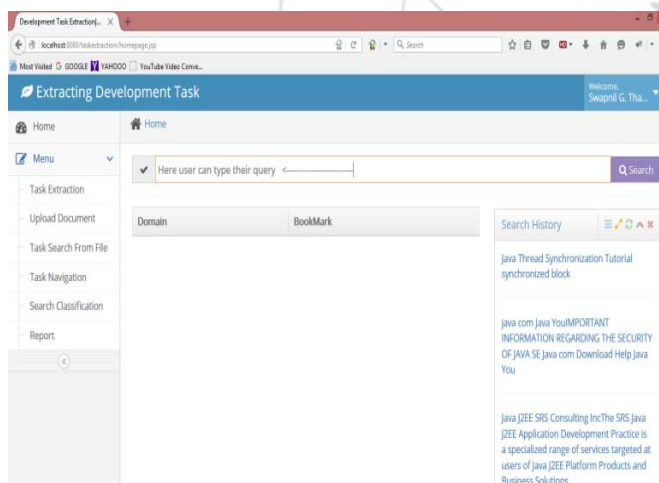 Development Task Extraction|...
localhost:8080/taskextraction/homepage.jsp
Search
Most Visited GOOGLE YAHOOO YouTube Video Conve...
Extracting Development Task
Welcome,
Swapnil G. Tha...
Home
Home
Menu
Here user can type their query <-----------------------
Search
Task Extraction
Upload Document
Task Search From File
Task Navigation
Search Classification
Report
Domain BookMark
Search History
Java Thread Synchronization Tutorial
synchronized block
java com Java YouIMPORTANT
INFORMATION REGARDING THE SECURITY
OF JAVA SE Java com Download Help Java
You
Java J2EE SRS Consulting IncThe SRS Java
J2EE Application Development Practice is
a specialized range of services targeted at
users of Java J2EE Platform Products and
Business Solutions